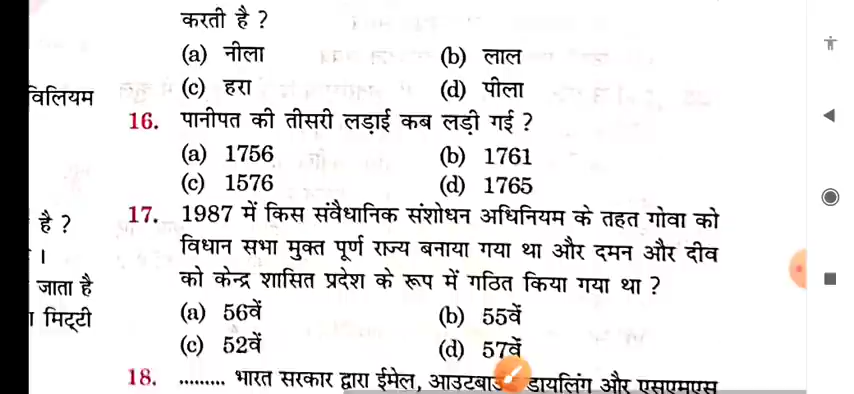 करती है ?
(a) नीला (b) लाल
(c) हरा (d) पीला
विलियम
16. पानीपत की तीसरी लड़ाई कब लड़ी गई ?
(a) 1756 (b) 1761
(c) 1576 (d) 1765
है ?
।
जाता है
मिट्टी
17. 1987 में किस संवैधानिक संशोधन अधिनियम के तहत गोवा को
विधान सभा मुक्त पूर्ण राज्य बनाया गया था और दमन और दीव
को केन्द्र शासित प्रदेश के रूप में गठित किया गया था ?
(a) 56वें (b) 55वें
(c) 52वें (d) 57वें
18. ......... भारत सरकार द्वारा ईमेल, डायलिंग और एसएमएस